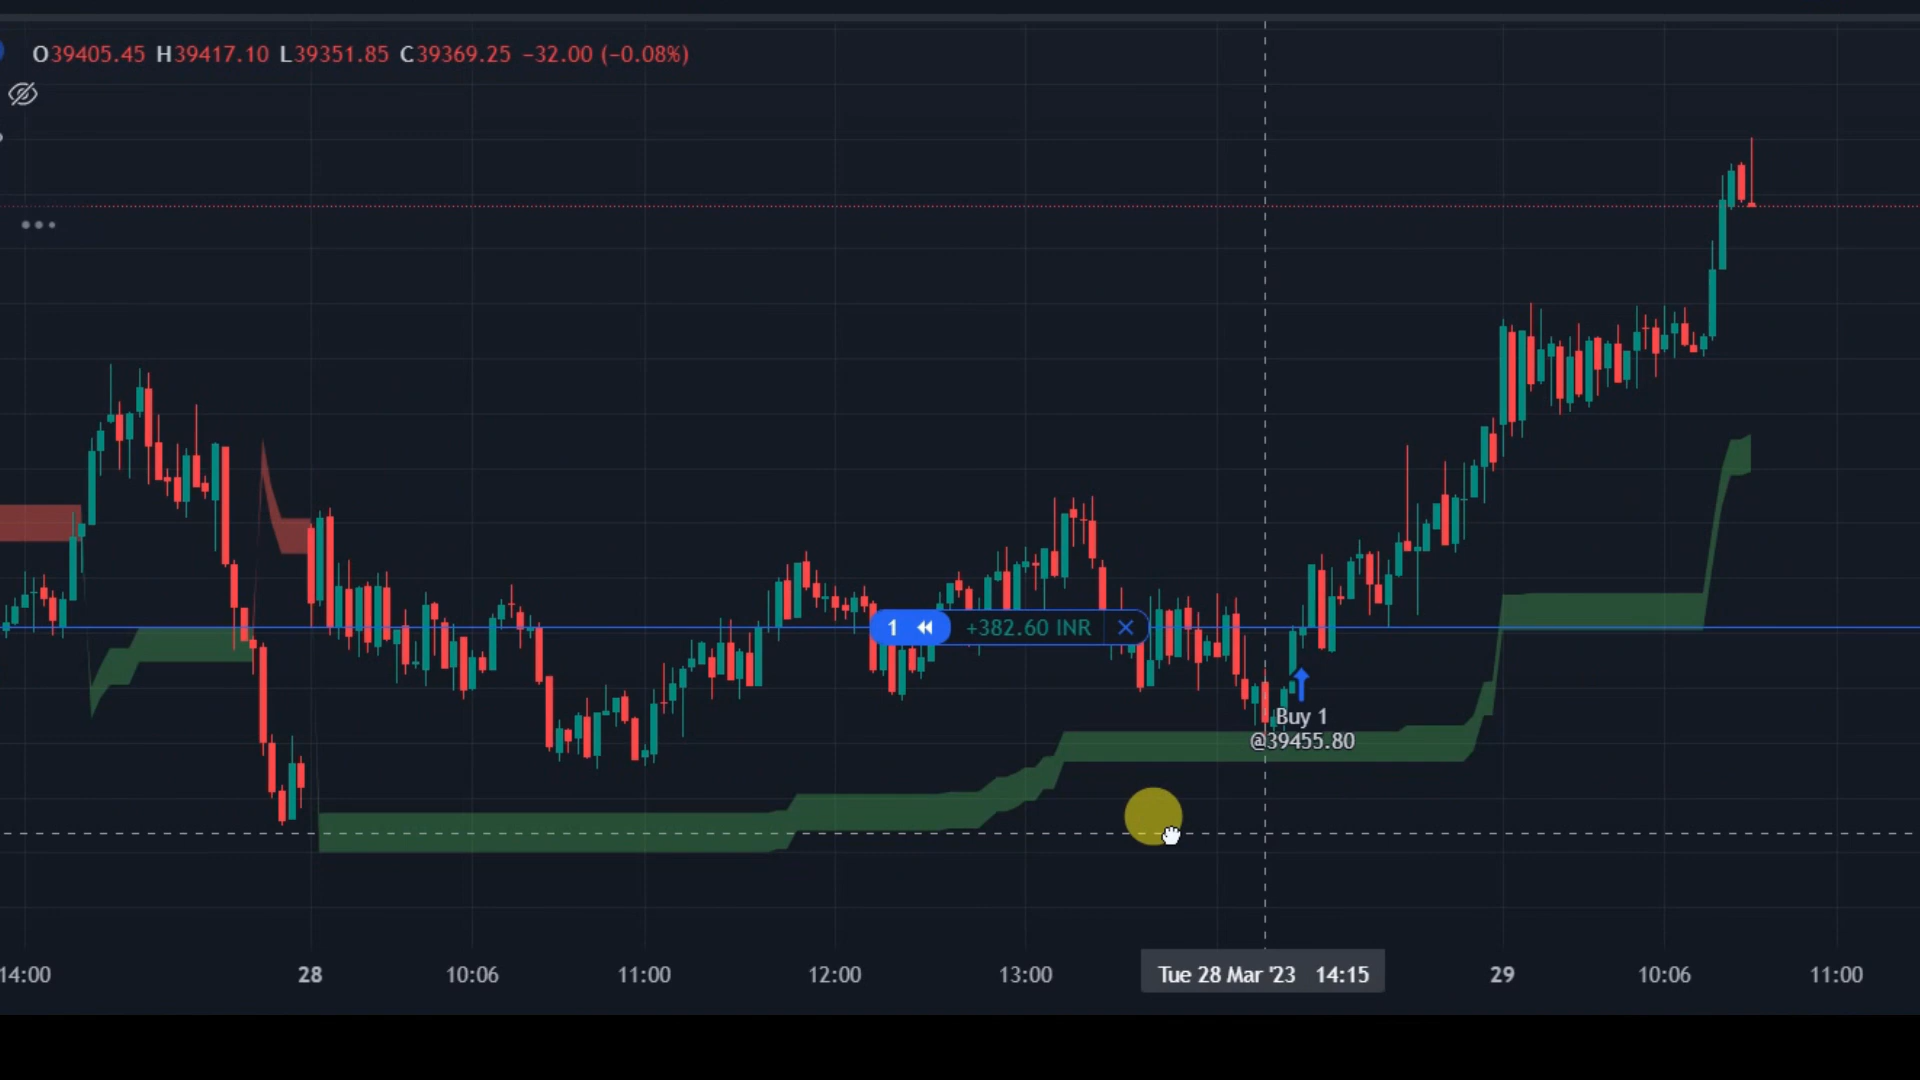 O39405.45 H39417.10 L39351.85 C39369.25 −32.00 (−0.08%)
1 +382.60 INR
Buy 1
@39455.80
14:00 28 10:06 11:00 12:00 13:00 Tue 28 Mar '23 14:15 29 10:06 11:00